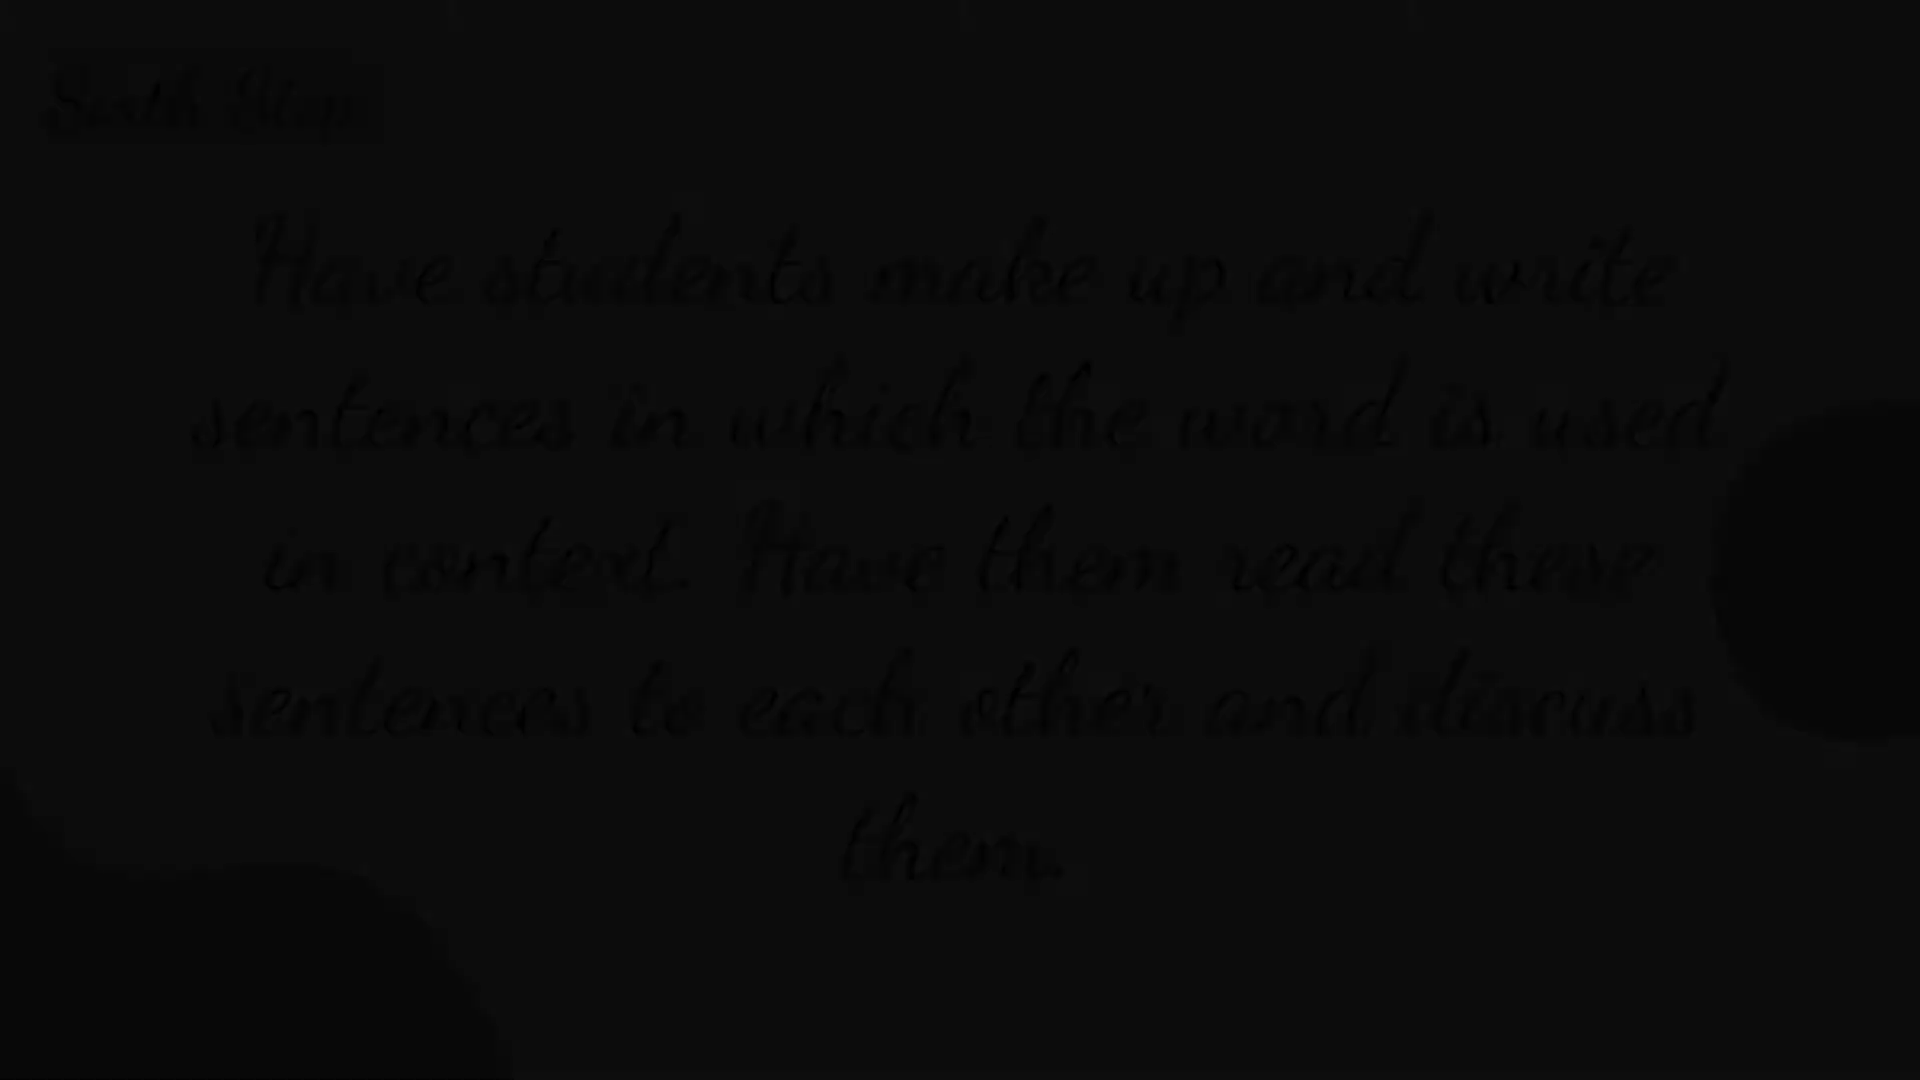 Sixth Step
Have students make up and write
sentences in which the word is used
in context. Have them read these
sentences to each other and discuss
them.